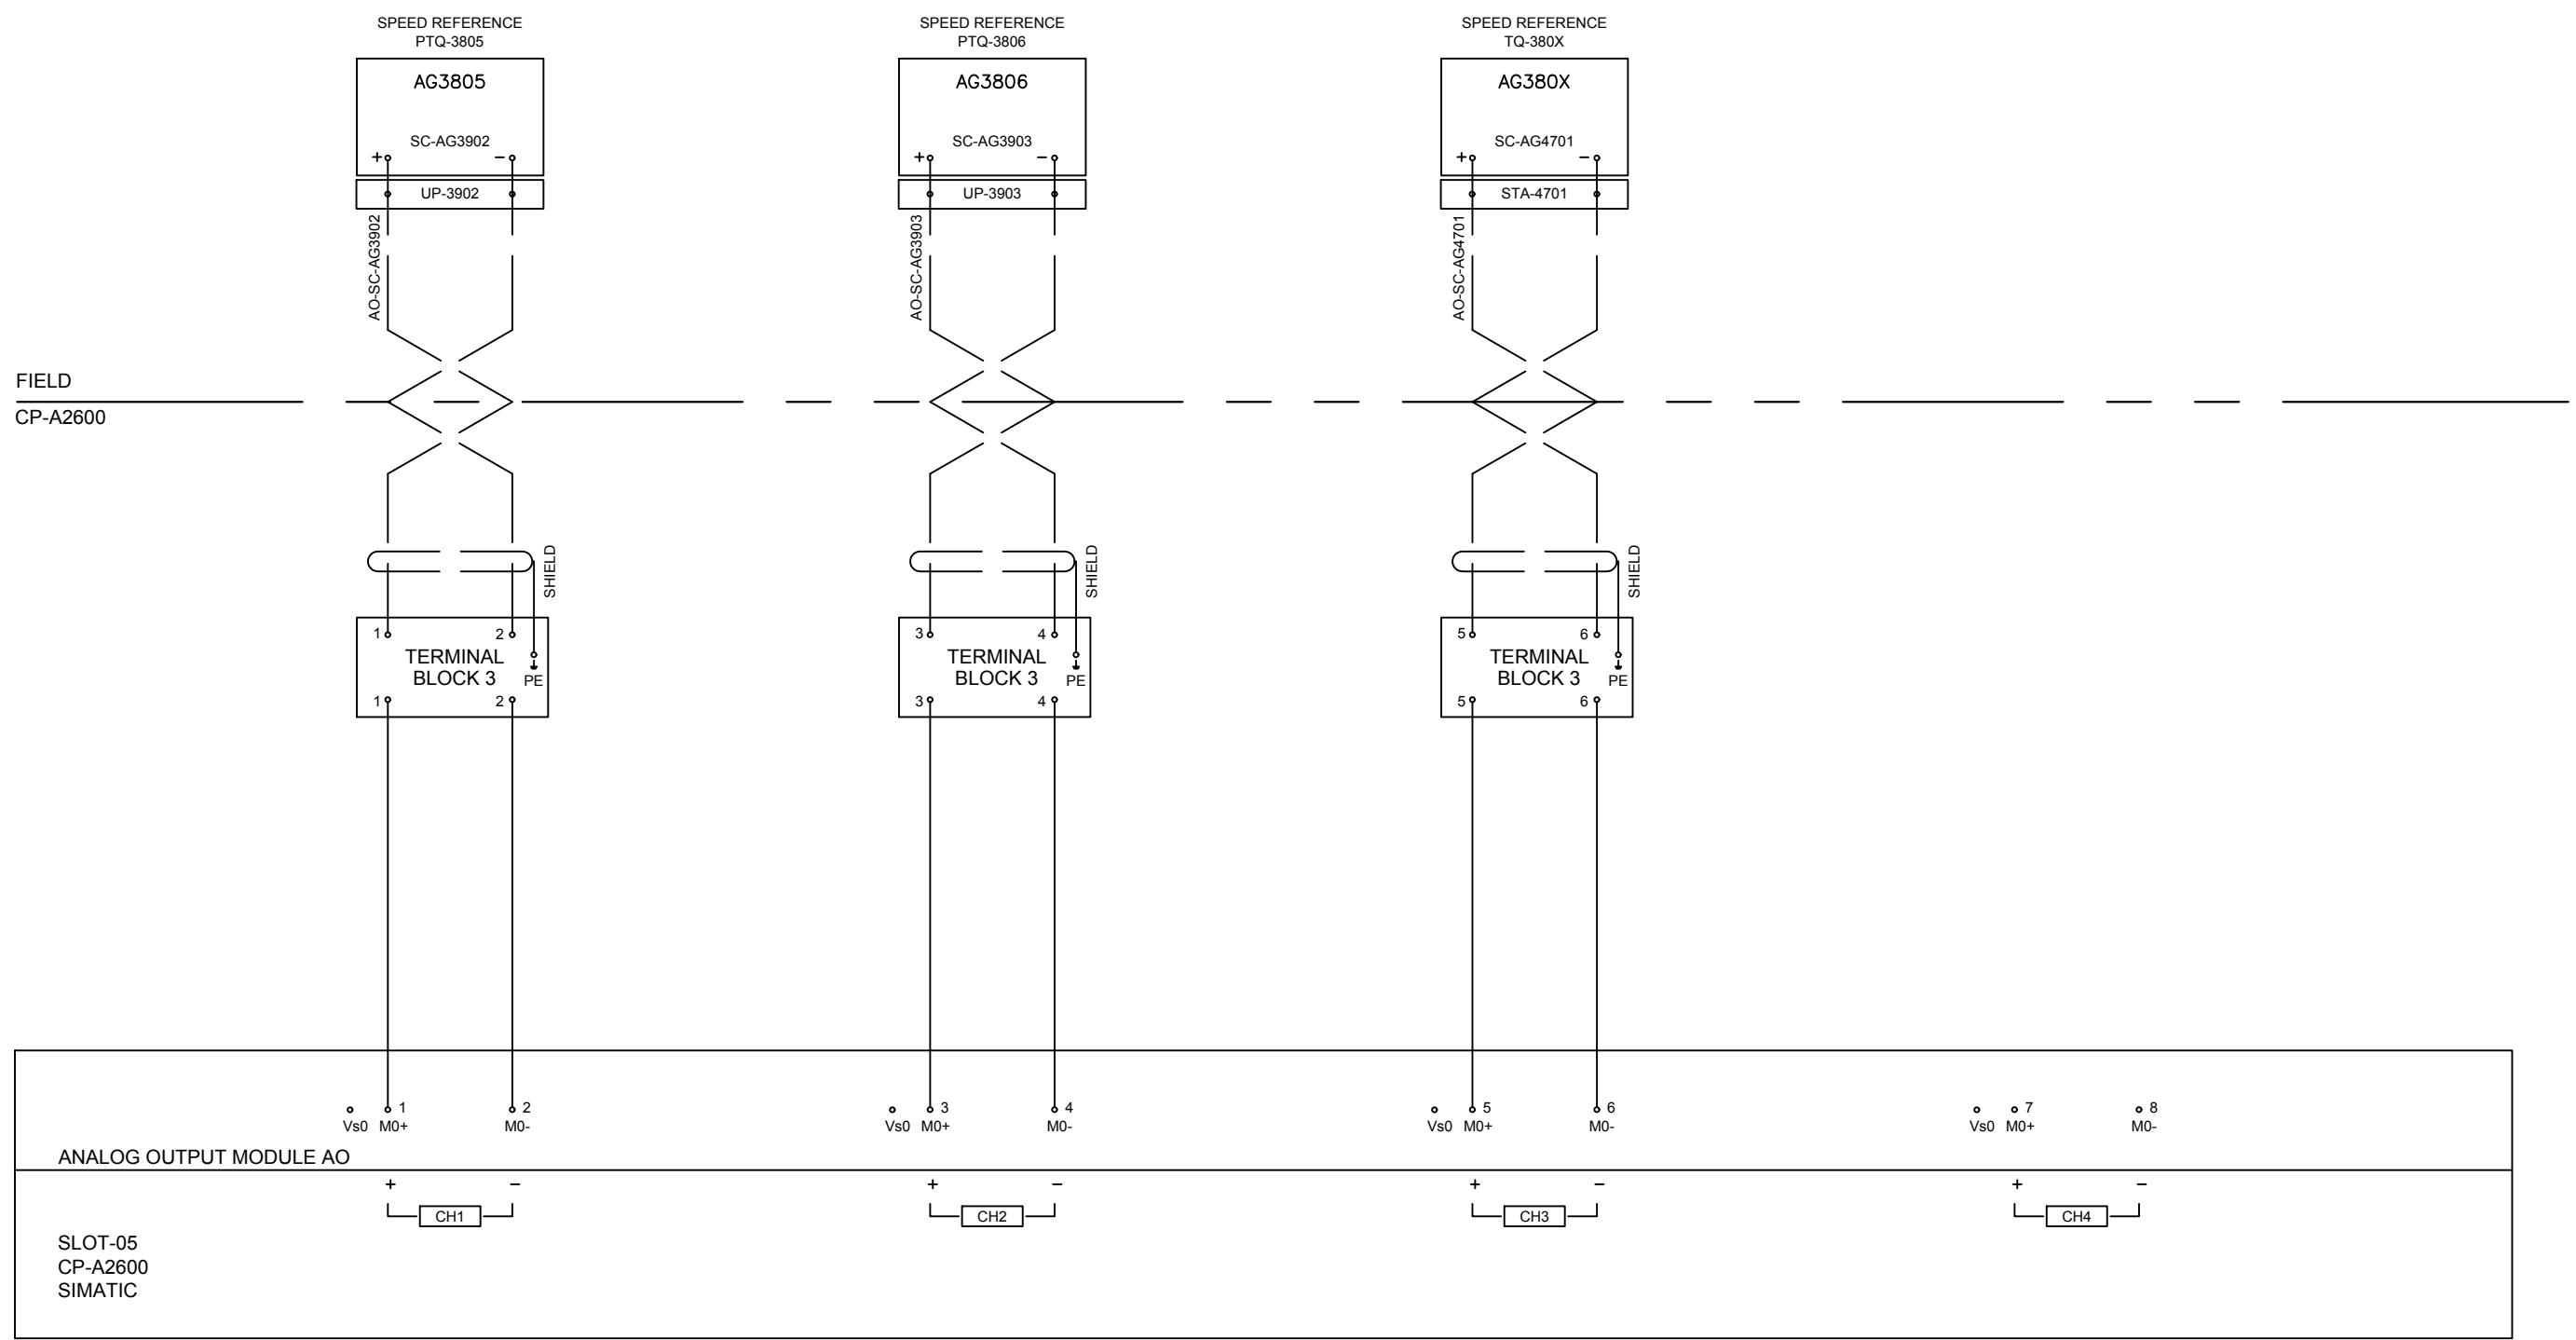 SPEED REFERENCE
PTQ-3805
AG3805
SC-AG3902
+ −
UP-3902
AO-SC-AG3902
SPEED REFERENCE
PTQ-3806
AG3806
SC-AG3903
+ −
UP-3903
AO-SC-AG3903
SPEED REFERENCE
TQ-380X
AG380X
SC-AG4701
+ −
STA-4701
AO-SC-AG4701
FIELD
CP-A2600
SHIELD
1 2
TERMINAL
BLOCK 3
PE
1 2
SHIELD
3 4
TERMINAL
BLOCK 3
PE
3 4
SHIELD
5 6
TERMINAL
BLOCK 3
PE
5 6
1 2
Vs0 M0+ M0-
3 4
Vs0 M0+ M0-
5 6
Vs0 M0+ M0-
7 8
Vs0 M0+ M0-
ANALOG OUTPUT MODULE AO
+ −
CH1
+ −
CH2
+ −
CH3
+ −
CH4
SLOT-05
CP-A2600
SIMATIC